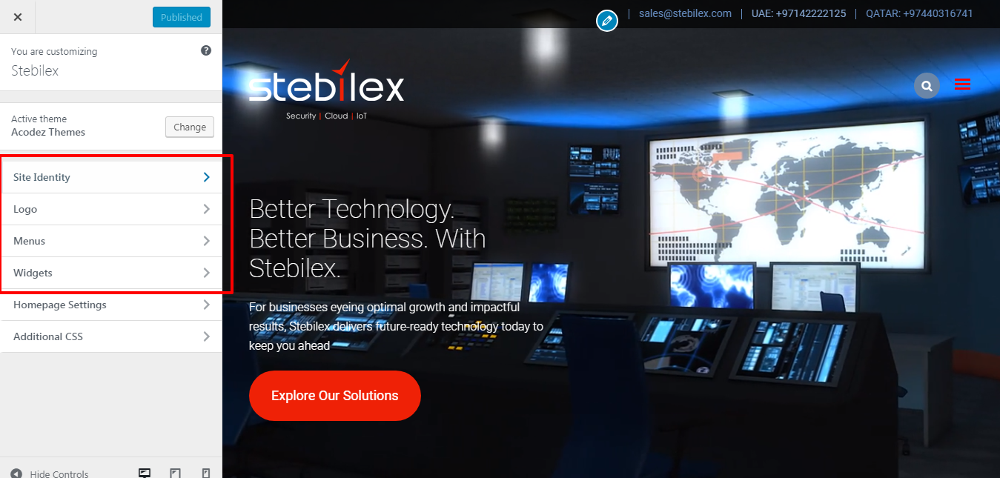 Published
You are customizing
Stebilex
Active theme
Acodez Themes
Change
Site Identity
Logo
Menus
Widgets
Homepage Settings
Additional CSS
Hide Controls
| sales@stebilex.com | UAE: +97142222125 | QATAR: +97440316741
stebilex
Security | Cloud | IoT
Better Technology.
Better Business. With
Stebilex.
For businesses eyeing optimal growth and impactful
results, Stebilex delivers future-ready technology today to
keep you ahead
Explore Our Solutions